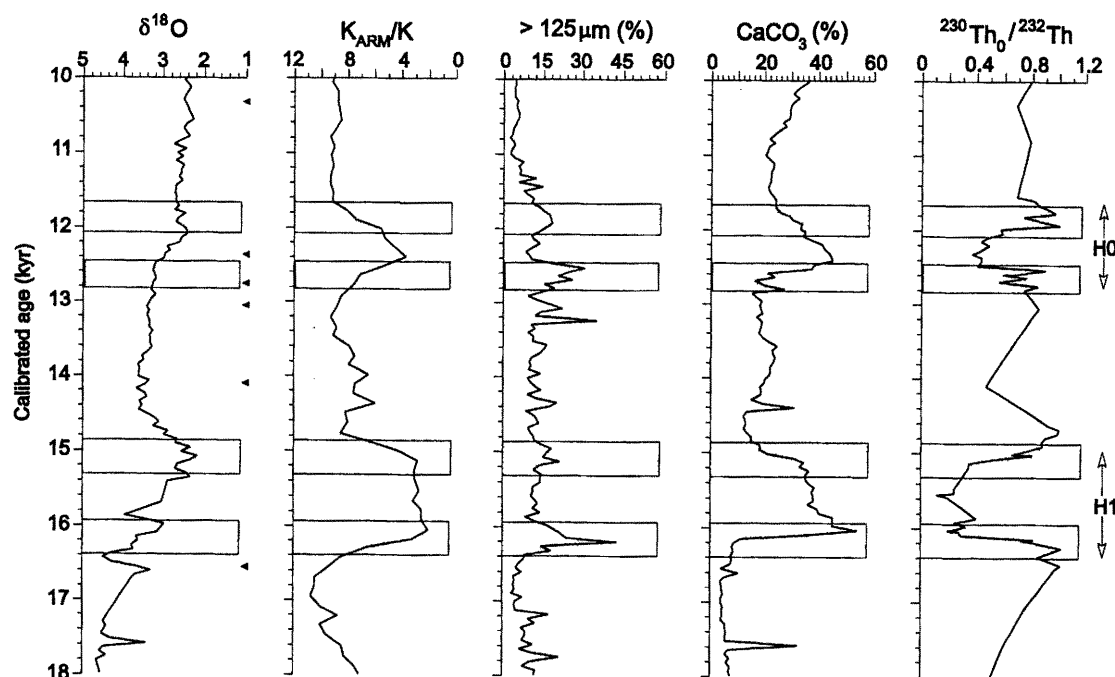 δ18O KARM/K > 125μm (%) CaCO3 (%) 230Th0/232Th
5 4 3 2 1 12 8 4 0 0 15 30 45 60 0 20 40 60 0 0.4 0.8 1.2
10
11
12
13
14
15
16
17
18
Calibrated age (kyr)
H0
H1